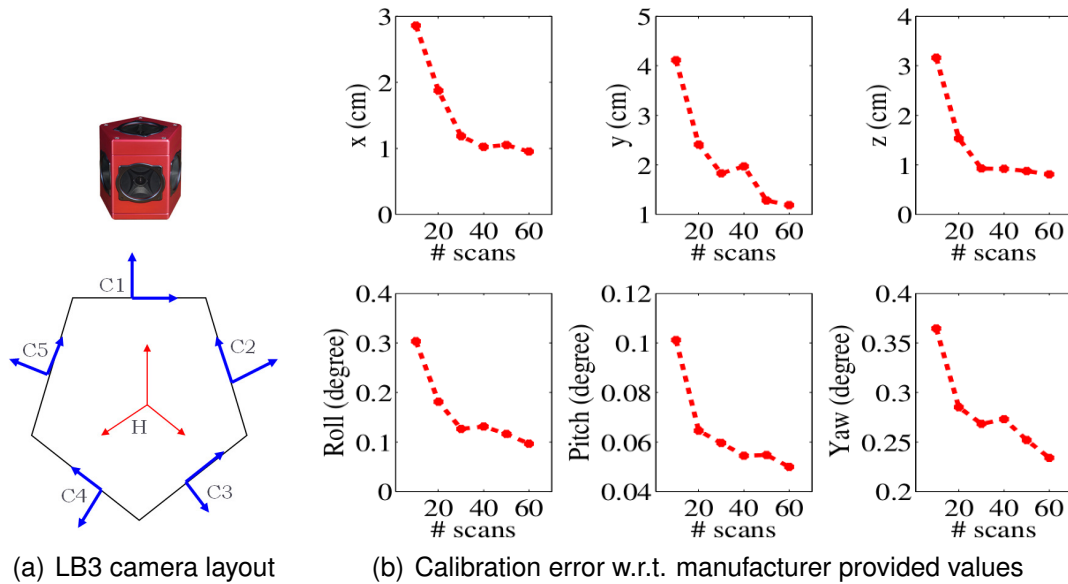 C1
C5
C2
H
C4
C3
(a) LB3 camera layout
3
2
1
0
x (cm)
20 40 60
# scans
5
4
3
2
1
y (cm)
20 40 60
# scans
4
3
2
1
0
z (cm)
20 40 60
# scans
0.4
0.3
0.2
0.1
0
Roll (degree)
20 40 60
# scans
0.12
0.1
0.08
0.06
0.04
Pitch (degree)
20 40 60
# scans
0.4
0.35
0.3
0.25
0.2
Yaw (degree)
20 40 60
# scans
(b) Calibration error w.r.t. manufacturer provided values